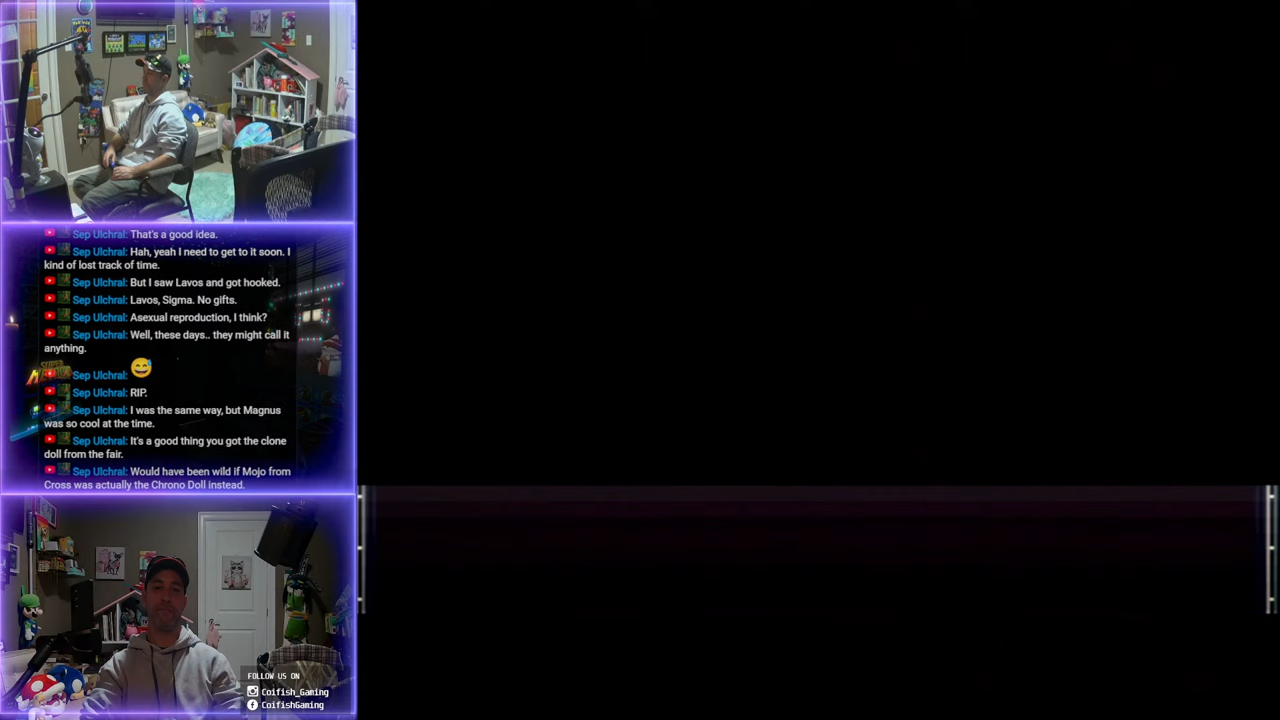 Sep Ulchral: That's a good idea.
Sep Ulchral: Hah, yeah I need to get to it soon. I
kind of lost track of time.
Sep Ulchral: But I saw Lavos and got hooked.
Sep Ulchral: Lavos, Sigma. No gifts.
Sep Ulchral: Asexual reproduction, I think?
Sep Ulchral: Well, these days.. they might call it
anything.
Sep Ulchral: 😅
Sep Ulchral: RIP.
Sep Ulchral: I was the same way, but Magnus
was so cool at the time.
Sep Ulchral: It's a good thing you got the clone
doll from the fair.
Sep Ulchral: Would have been wild if Mojo from
Cross was actually the Chrono Doll instead.
FOLLOW US ON
Coifish_Gaming
CoifishGaming